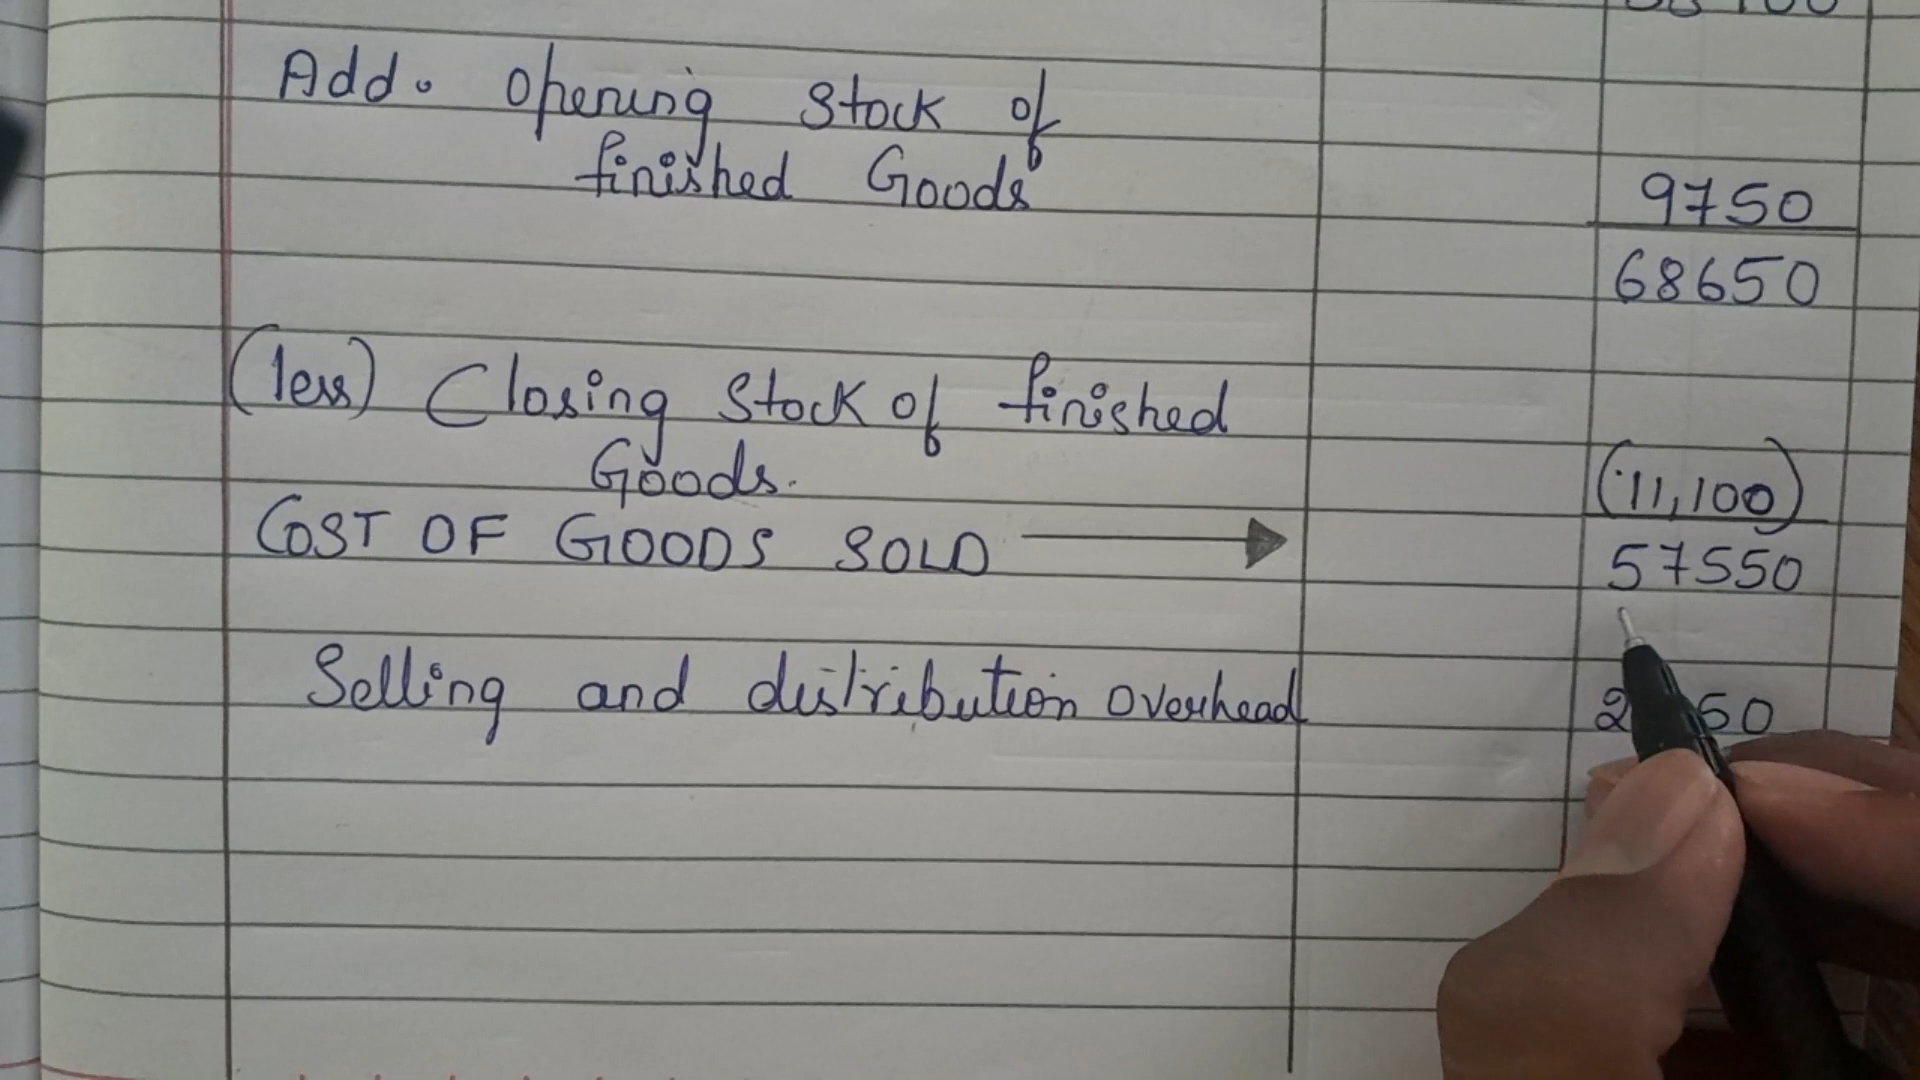 Add. Opening Stock of
finished Goods 9750
68650
(less) Closing Stock of finished
Goods. (11,100)
COST OF GOODS SOLD → 57550
Selling and distribution overhead